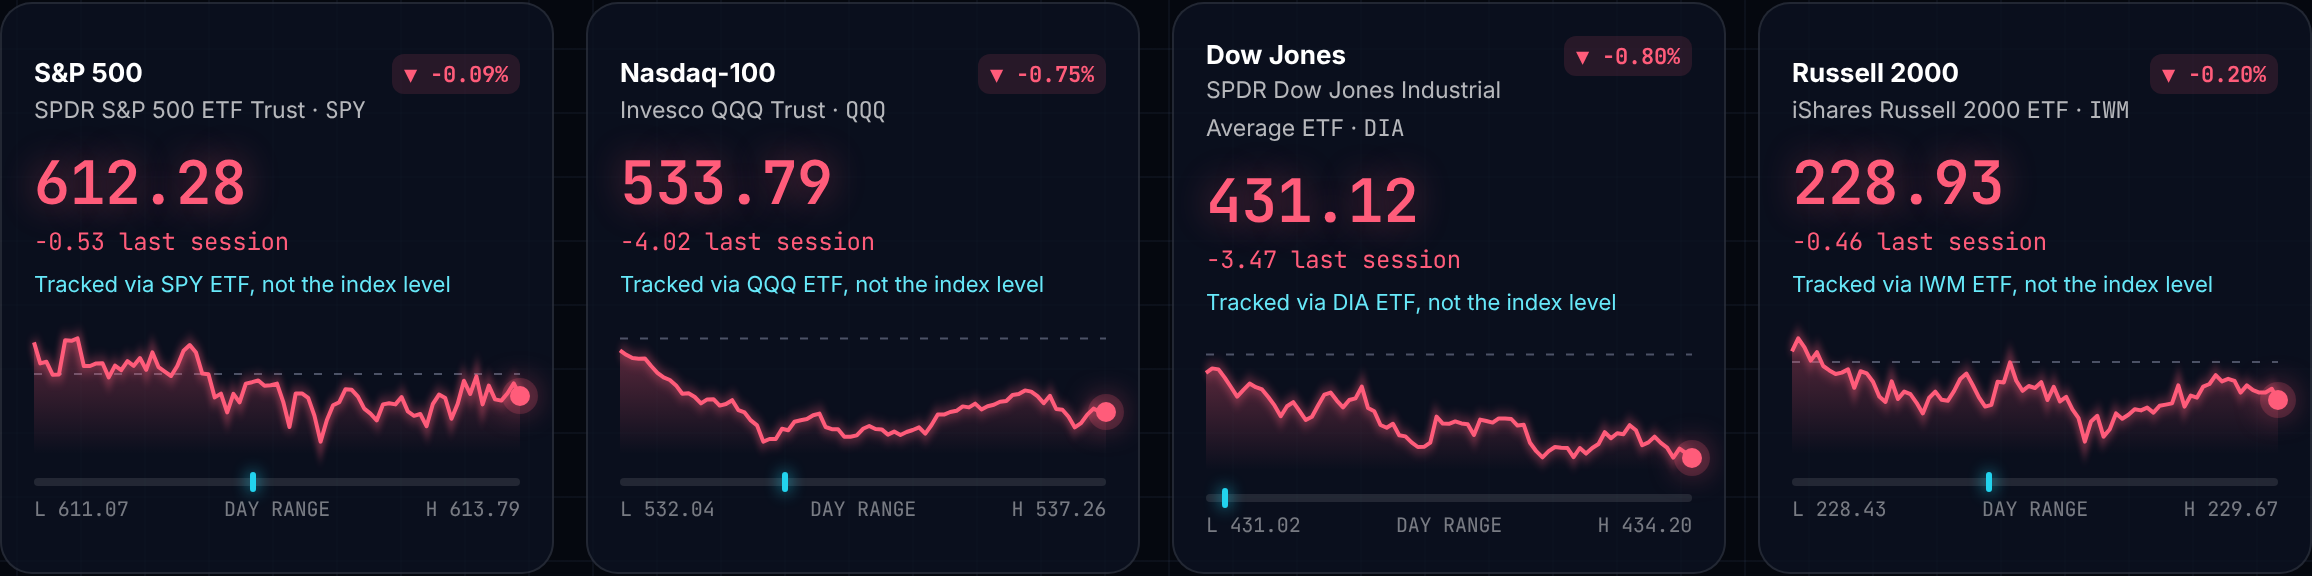 S&P 500
▼ -0.09%
SPDR S&P 500 ETF Trust · SPY
612.28
-0.53 last session
Tracked via SPY ETF, not the index level
L 611.07 DAY RANGE H 613.79
Nasdaq-100
▼ -0.75%
Invesco QQQ Trust · QQQ
533.79
-4.02 last session
Tracked via QQQ ETF, not the index level
L 532.04 DAY RANGE H 537.26
Dow Jones
▼ -0.80%
SPDR Dow Jones Industrial
Average ETF · DIA
431.12
-3.47 last session
Tracked via DIA ETF, not the index level
L 431.02 DAY RANGE H 434.20
Russell 2000
▼ -0.20%
iShares Russell 2000 ETF · IWM
228.93
-0.46 last session
Tracked via IWM ETF, not the index level
L 228.43 DAY RANGE H 229.67